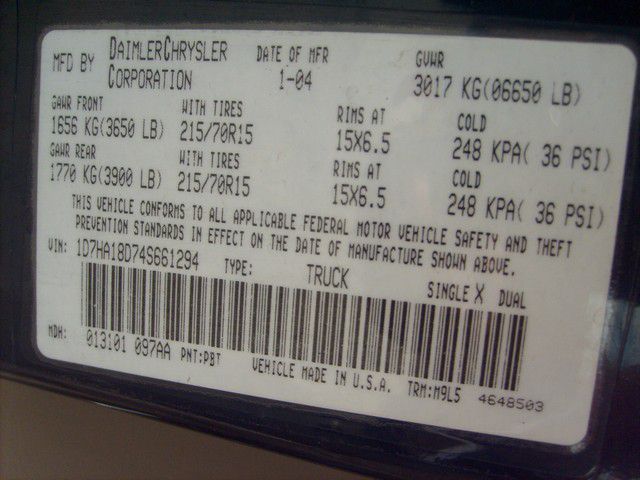 MFD BY DAIMLERCHRYSLER CORPORATION DATE OF MFR 1-04 GVWR 3017 KG(06650 LB)
GAWR FRONT WITH TIRES RIMS AT COLD
1656 KG(3650 LB) 215/70R15 15X6.5 248 KPA( 36 PSI)
GAWR REAR WITH TIRES RIMS AT COLD
1770 KG(3900 LB) 215/70R15 15X6.5 248 KPA( 36 PSI)
THIS VEHICLE CONFORMS TO ALL APPLICABLE FEDERAL MOTOR VEHICLE SAFETY AND THEFT
PREVENTION STANDARDS IN EFFECT ON THE DATE OF MANUFACTURE SHOWN ABOVE.
VIN: 1D7HA18D74S661294 TYPE: TRUCK SINGLE X DUAL
MDH: 013101 097AA PNT:PBT VEHICLE MADE IN U.S.A. TRM:M9L5 4648503